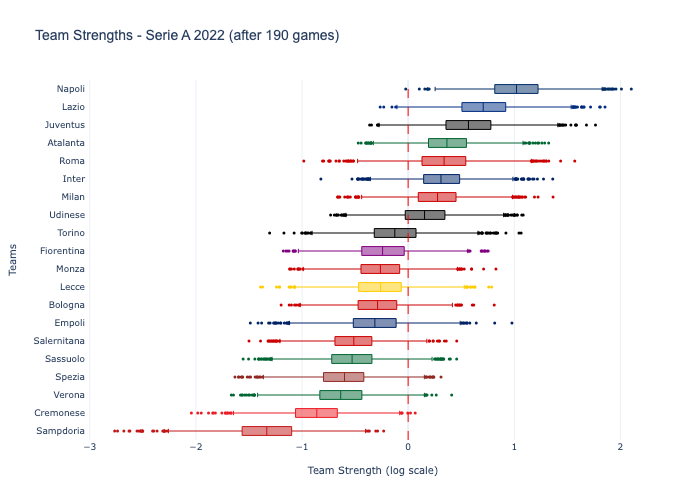 Team Strengths - Serie A 2022 (after 190 games)
Napoli
Lazio
Juventus
Atalanta
Roma
Inter
Milan
Udinese
Torino
Fiorentina
Monza
Lecce
Bologna
Empoli
Salernitana
Sassuolo
Spezia
Verona
Cremonese
Sampdoria
Teams
−3 −2 −1 0 1 2
Team Strength (log scale)